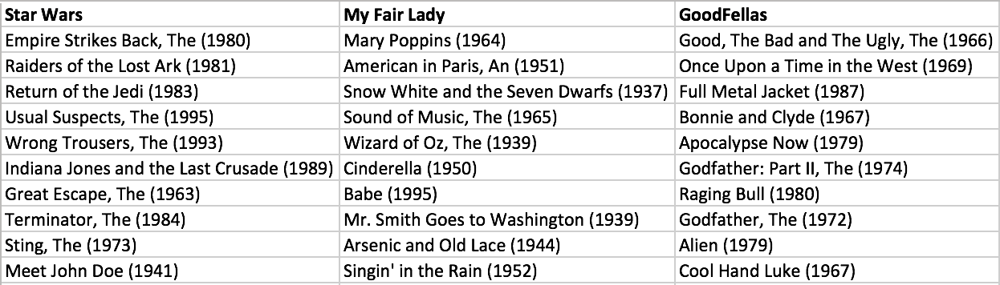 Star Wars My Fair Lady GoodFellas
Empire Strikes Back, The (1980) Mary Poppins (1964) Good, The Bad and The Ugly, The (1966)
Raiders of the Lost Ark (1981) American in Paris, An (1951) Once Upon a Time in the West (1969)
Return of the Jedi (1983) Snow White and the Seven Dwarfs (1937) Full Metal Jacket (1987)
Usual Suspects, The (1995) Sound of Music, The (1965) Bonnie and Clyde (1967)
Wrong Trousers, The (1993) Wizard of Oz, The (1939) Apocalypse Now (1979)
Indiana Jones and the Last Crusade (1989) Cinderella (1950) Godfather: Part II, The (1974)
Great Escape, The (1963) Babe (1995) Raging Bull (1980)
Terminator, The (1984) Mr. Smith Goes to Washington (1939) Godfather, The (1972)
Sting, The (1973) Arsenic and Old Lace (1944) Alien (1979)
Meet John Doe (1941) Singin' in the Rain (1952) Cool Hand Luke (1967)